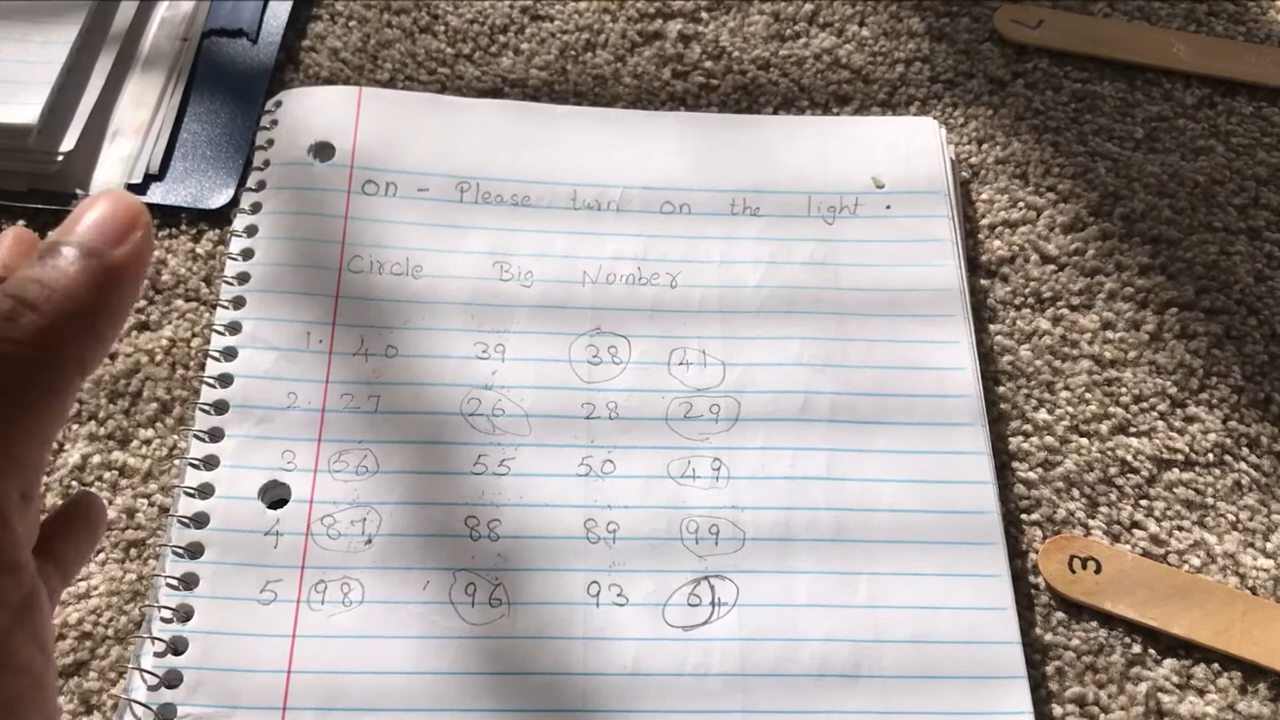 on - Please turn on the light.
Circle Big Number
1. 40 39 38 41
2. 27 26 28 29
3 56 55 50 49
4 87 88 89 99
5 98 96 93
3